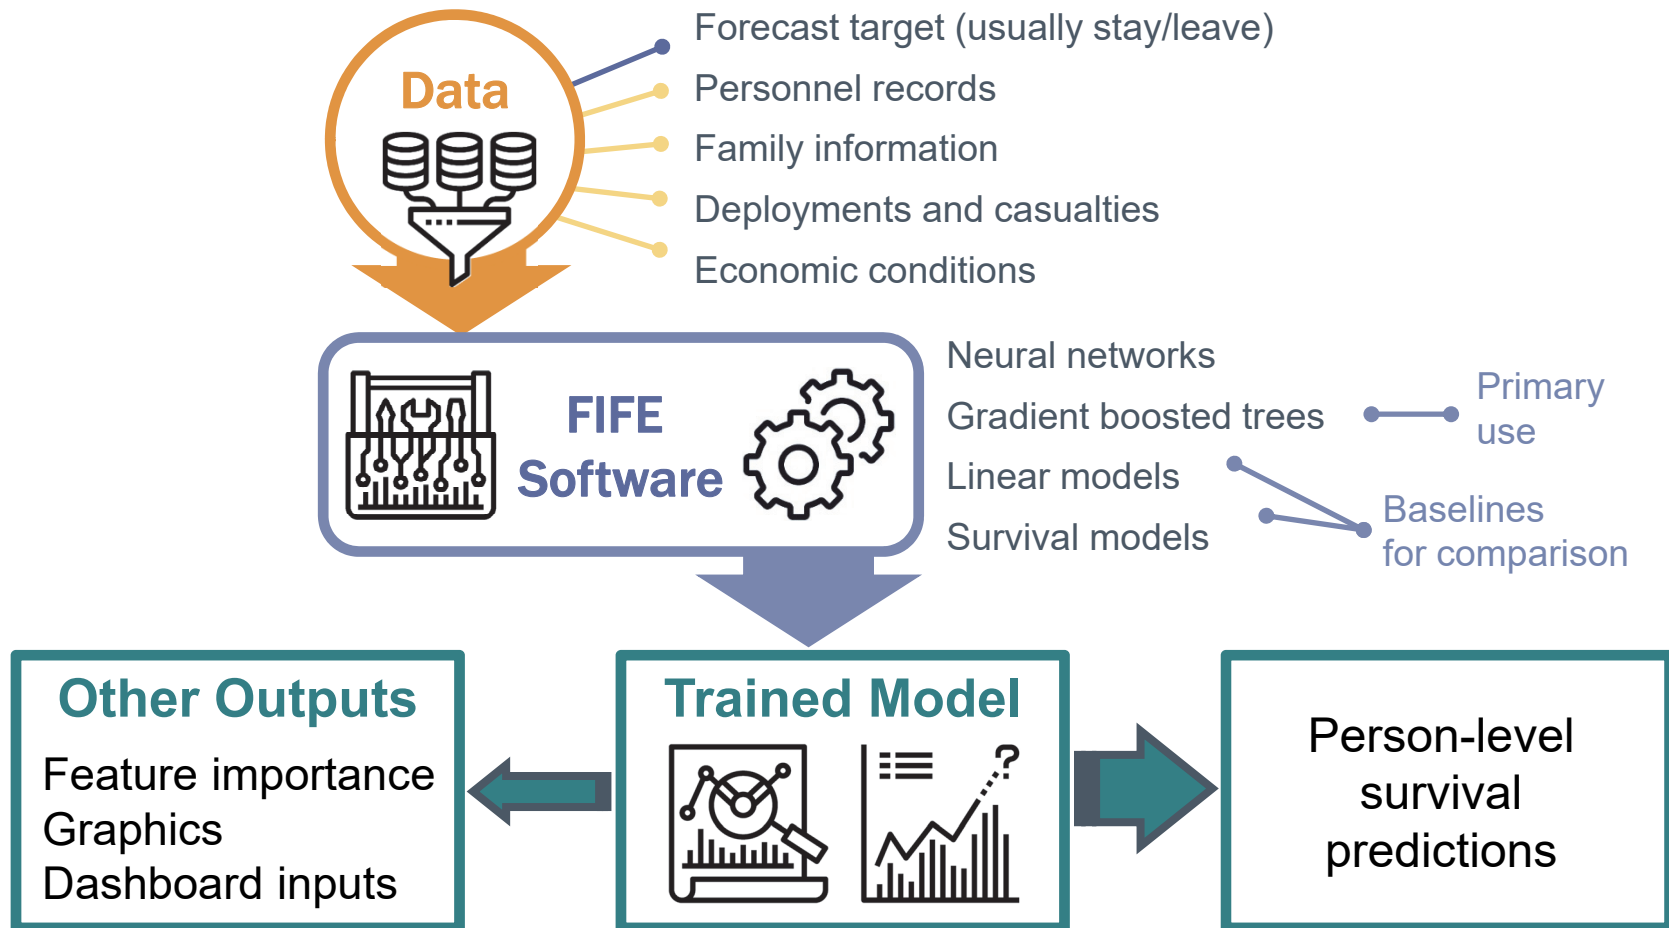 Data
Forecast target (usually stay/leave)
Personnel records
Family information
Deployments and casualties
Economic conditions
FIFE
Software
Neural networks
Gradient boosted trees
Linear models
Survival models
Primary
use
Baselines
for comparison
Other Outputs
Feature importance
Graphics
Dashboard inputs
Trained Model
?
Person-level
survival
predictions